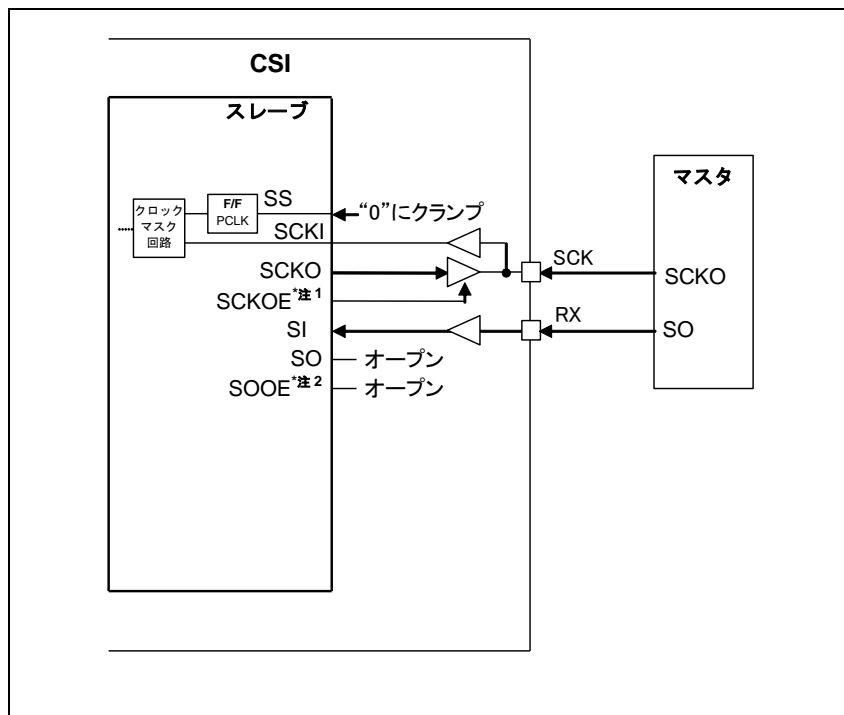 CSI
スレーブ
マスタ
クロック
マスク
回路
F/F
PCLK
SS
“0”にクランプ
SCKI
SCKO
SCK
SCKO
SCKOE*注1
SI
RX
SO
SO
オープン
SOOE*注2
オープン